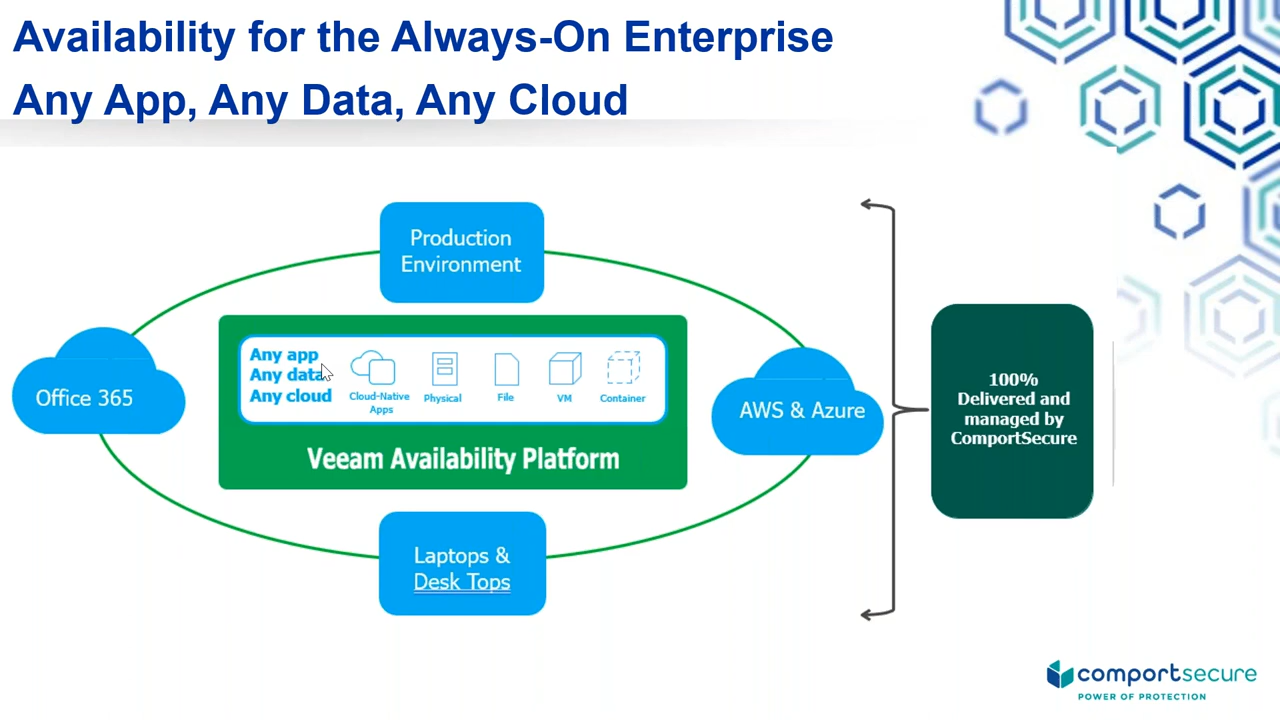 Availability for the Always-On Enterprise
Any App, Any Data, Any Cloud
Production
Environment
Office 365
Any app
Any data
Any cloud
Cloud-Native
Apps
Physical
File
VM
Container
Veeam Availability Platform
AWS & Azure
Laptops &
Desk Tops
100%
Delivered and
managed by
ComportSecure
comportsecure
POWER OF PROTECTION